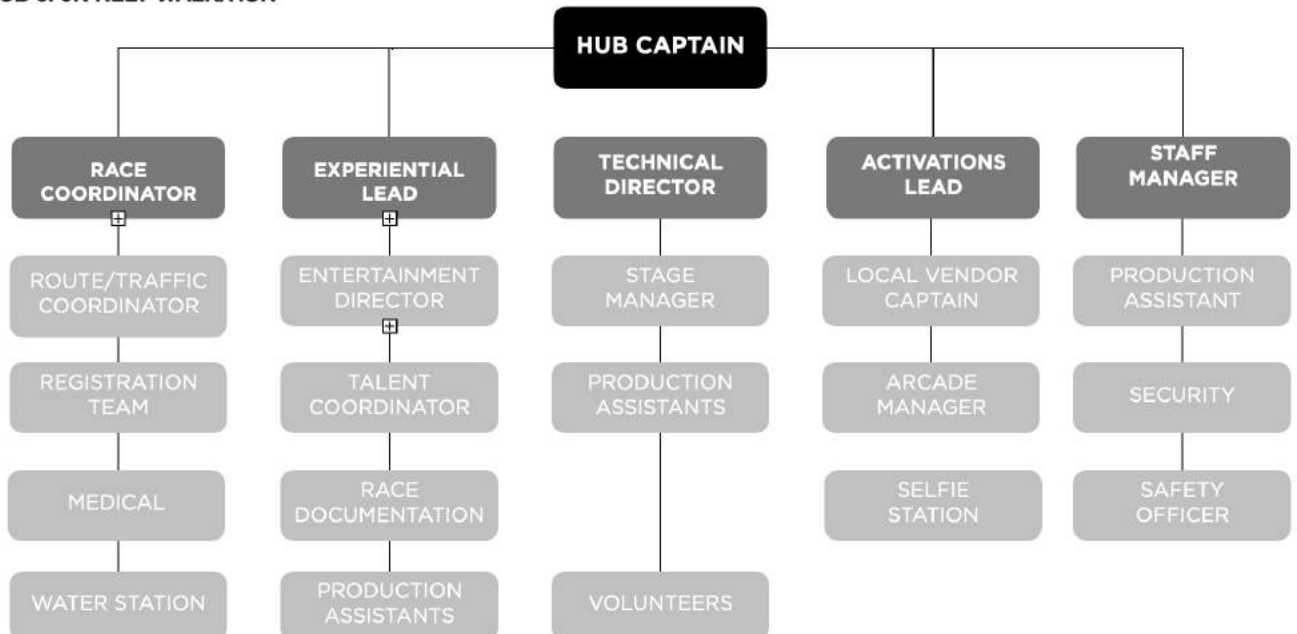 HUB CAPTAIN
RACE
COORDINATOR
EXPERIENTIAL
LEAD
TECHNICAL
DIRECTOR
ACTIVATIONS
LEAD
STAFF
MANAGER
ROUTE/TRAFFIC
COORDINATOR
ENTERTAINMENT
DIRECTOR
STAGE
MANAGER
LOCAL VENDOR
CAPTAIN
PRODUCTION
ASSISTANT
REGISTRATION
TEAM
TALENT
COORDINATOR
PRODUCTION
ASSISTANTS
ARCADE
MANAGER
SECURITY
MEDICAL
RACE
DOCUMENTATION
SELFIE
STATION
SAFETY
OFFICER
WATER STATION
PRODUCTION
ASSISTANTS
VOLUNTEERS